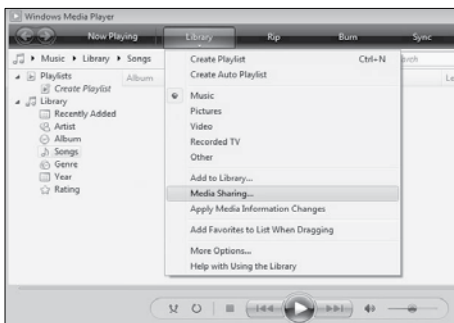 Windows Media Player
Now Playing Library Rip Burn Sync
Music Library Songs
Create Playlist Ctrl+N
Create Auto Playlist
Music
Pictures
Video
Recorded TV
Other
Add to Library...
Media Sharing...
Apply Media Information Changes
Add Favorites to List When Dragging
More Options...
Help with Using the Library
Playlists
Create Playlist
Library
Recently Added
Artist
Album
Songs
Genre
Year
Rating
Album